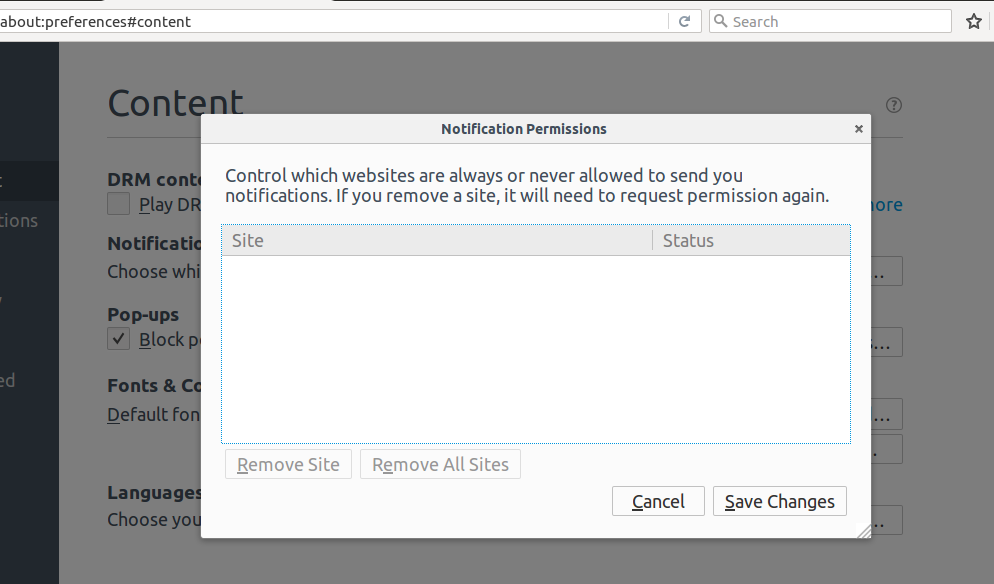 about:preferences#content
Search
Content
Notification Permissions
Control which websites are always or never allowed to send you
notifications. If you remove a site, it will need to request permission again.
Site Status
DRM conte
Play DR
ore
tions
Notificatio
Choose whi
...
Pop-ups
Block po
s...
ed
Fonts & Co
Default fon
...
Remove Site Remove All Sites
Cancel Save Changes
Languages
Choose you
...